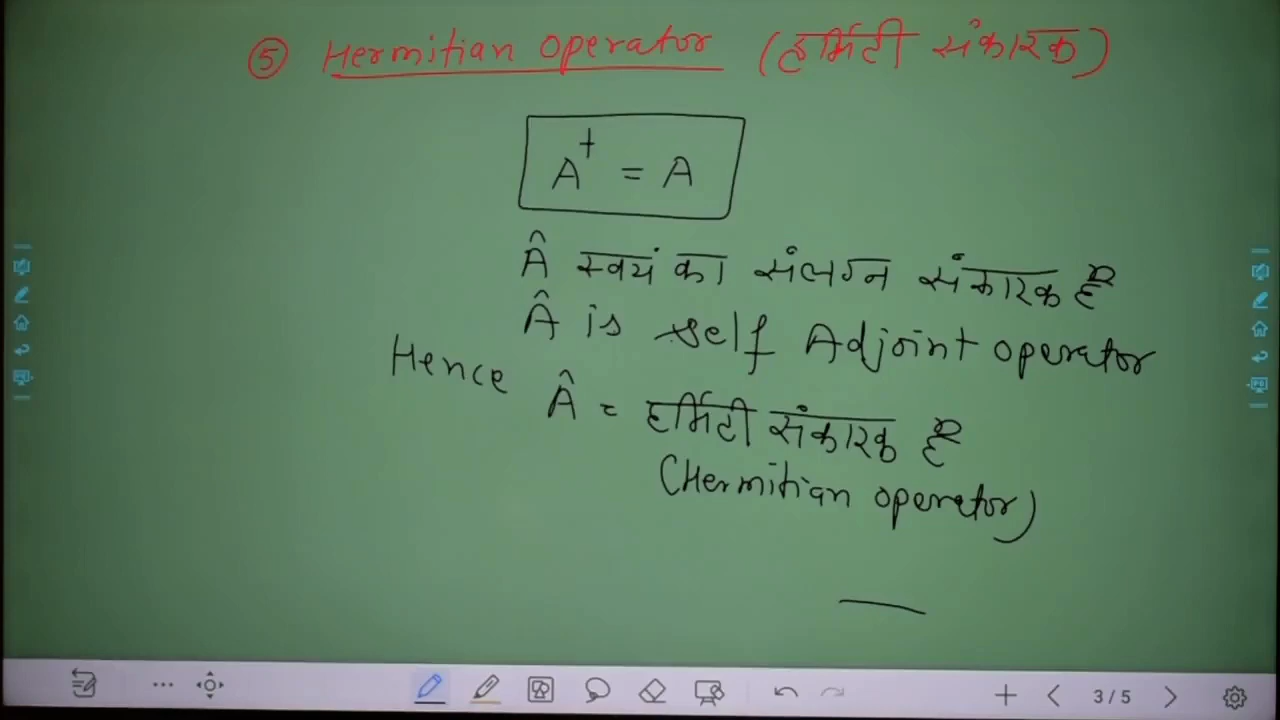 ⑤ Hermitian Operator (हर्मिटी संकारक)
A† = A
Â स्वयं का संलग्न संकारक है
Â is self Adjoint operator
Hence Â = हर्मिटी संकारक है
(Hermitian operator)
3/5